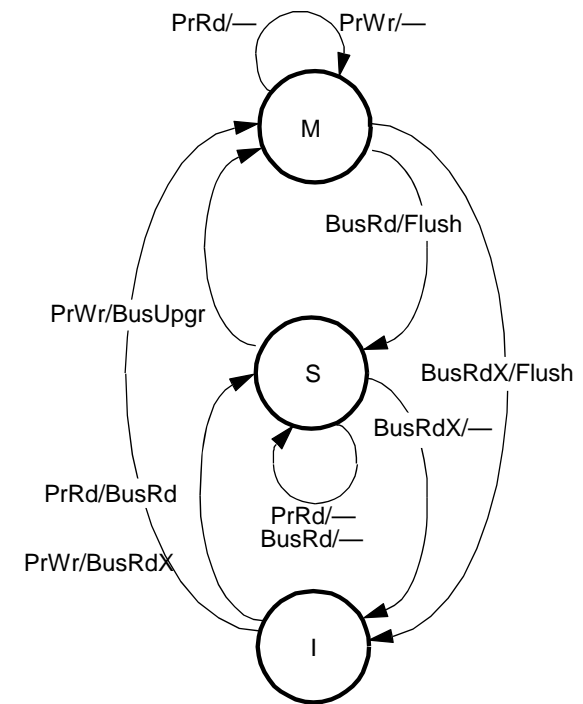 PrRd/—
PrWr/—
M
BusRd/Flush
PrWr/BusUpgr
S
BusRdX/Flush
BusRdX/—
PrRd/BusRd
PrRd/—
BusRd/—
PrWr/BusRdX
I